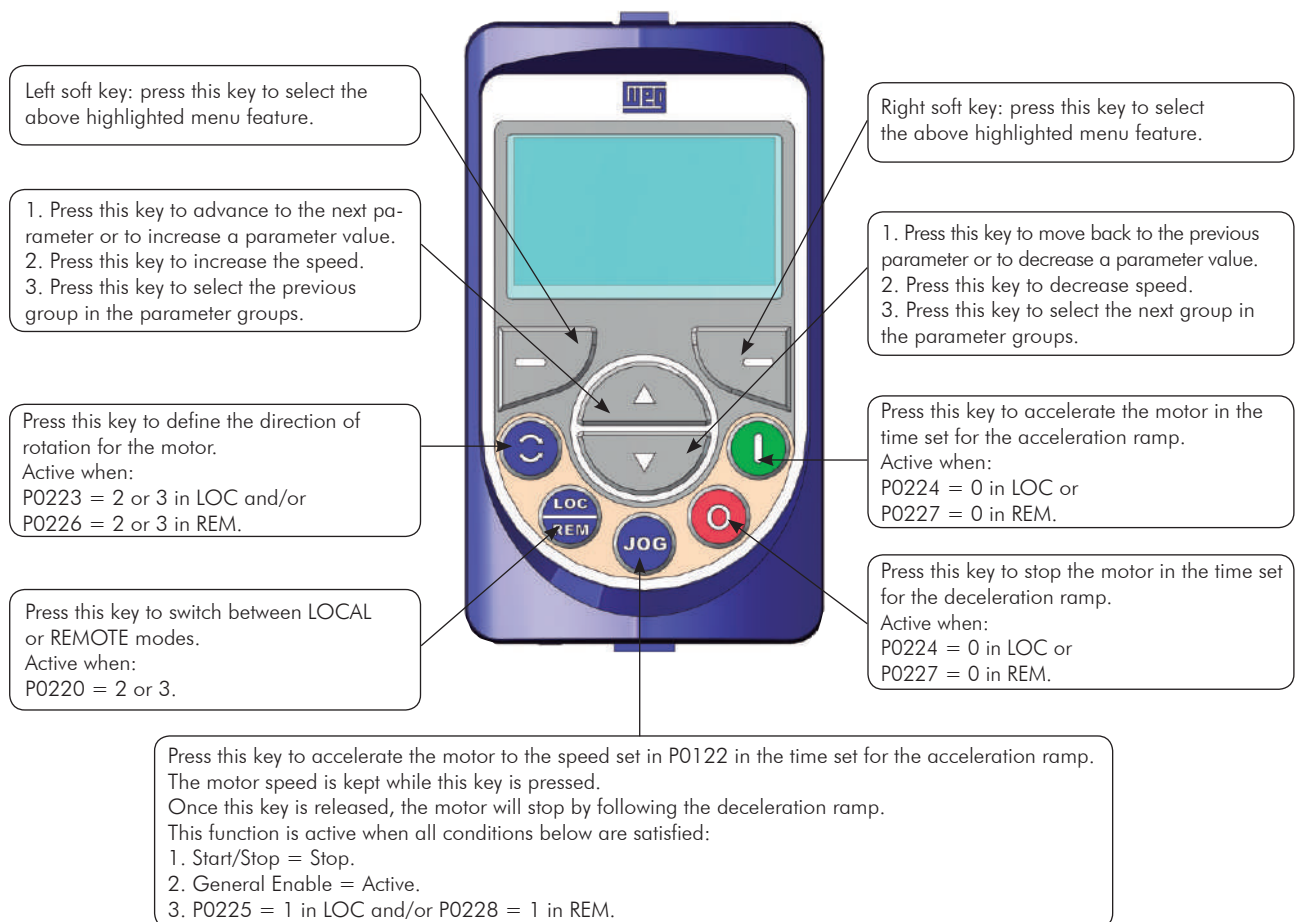 Left soft key: press this key to select the
above highlighted menu feature.
1. Press this key to advance to the next pa-
rameter or to increase a parameter value.
2. Press this key to increase the speed.
3. Press this key to select the previous
group in the parameter groups.
Press this key to define the direction of
rotation for the motor.
Active when:
P0223 = 2 or 3 in LOC and/or
P0226 = 2 or 3 in REM.
Press this key to switch between LOCAL
or REMOTE modes.
Active when:
P0220 = 2 or 3.
WEG
LOC
REM
JOG
Right soft key: press this key to select
the above highlighted menu feature.
1. Press this key to move back to the previous
parameter or to decrease a parameter value.
2. Press this key to decrease speed.
3. Press this key to select the next group in
the parameter groups.
Press this key to accelerate the motor in the
time set for the acceleration ramp.
Active when:
P0224 = 0 in LOC or
P0227 = 0 in REM.
Press this key to stop the motor in the time set
for the deceleration ramp.
Active when:
P0224 = 0 in LOC or
P0227 = 0 in REM.
Press this key to accelerate the motor to the speed set in P0122 in the time set for the acceleration ramp.
The motor speed is kept while this key is pressed.
Once this key is released, the motor will stop by following the deceleration ramp.
This function is active when all conditions below are satisfied:
1. Start/Stop = Stop.
2. General Enable = Active.
3. P0225 = 1 in LOC and/or P0228 = 1 in REM.